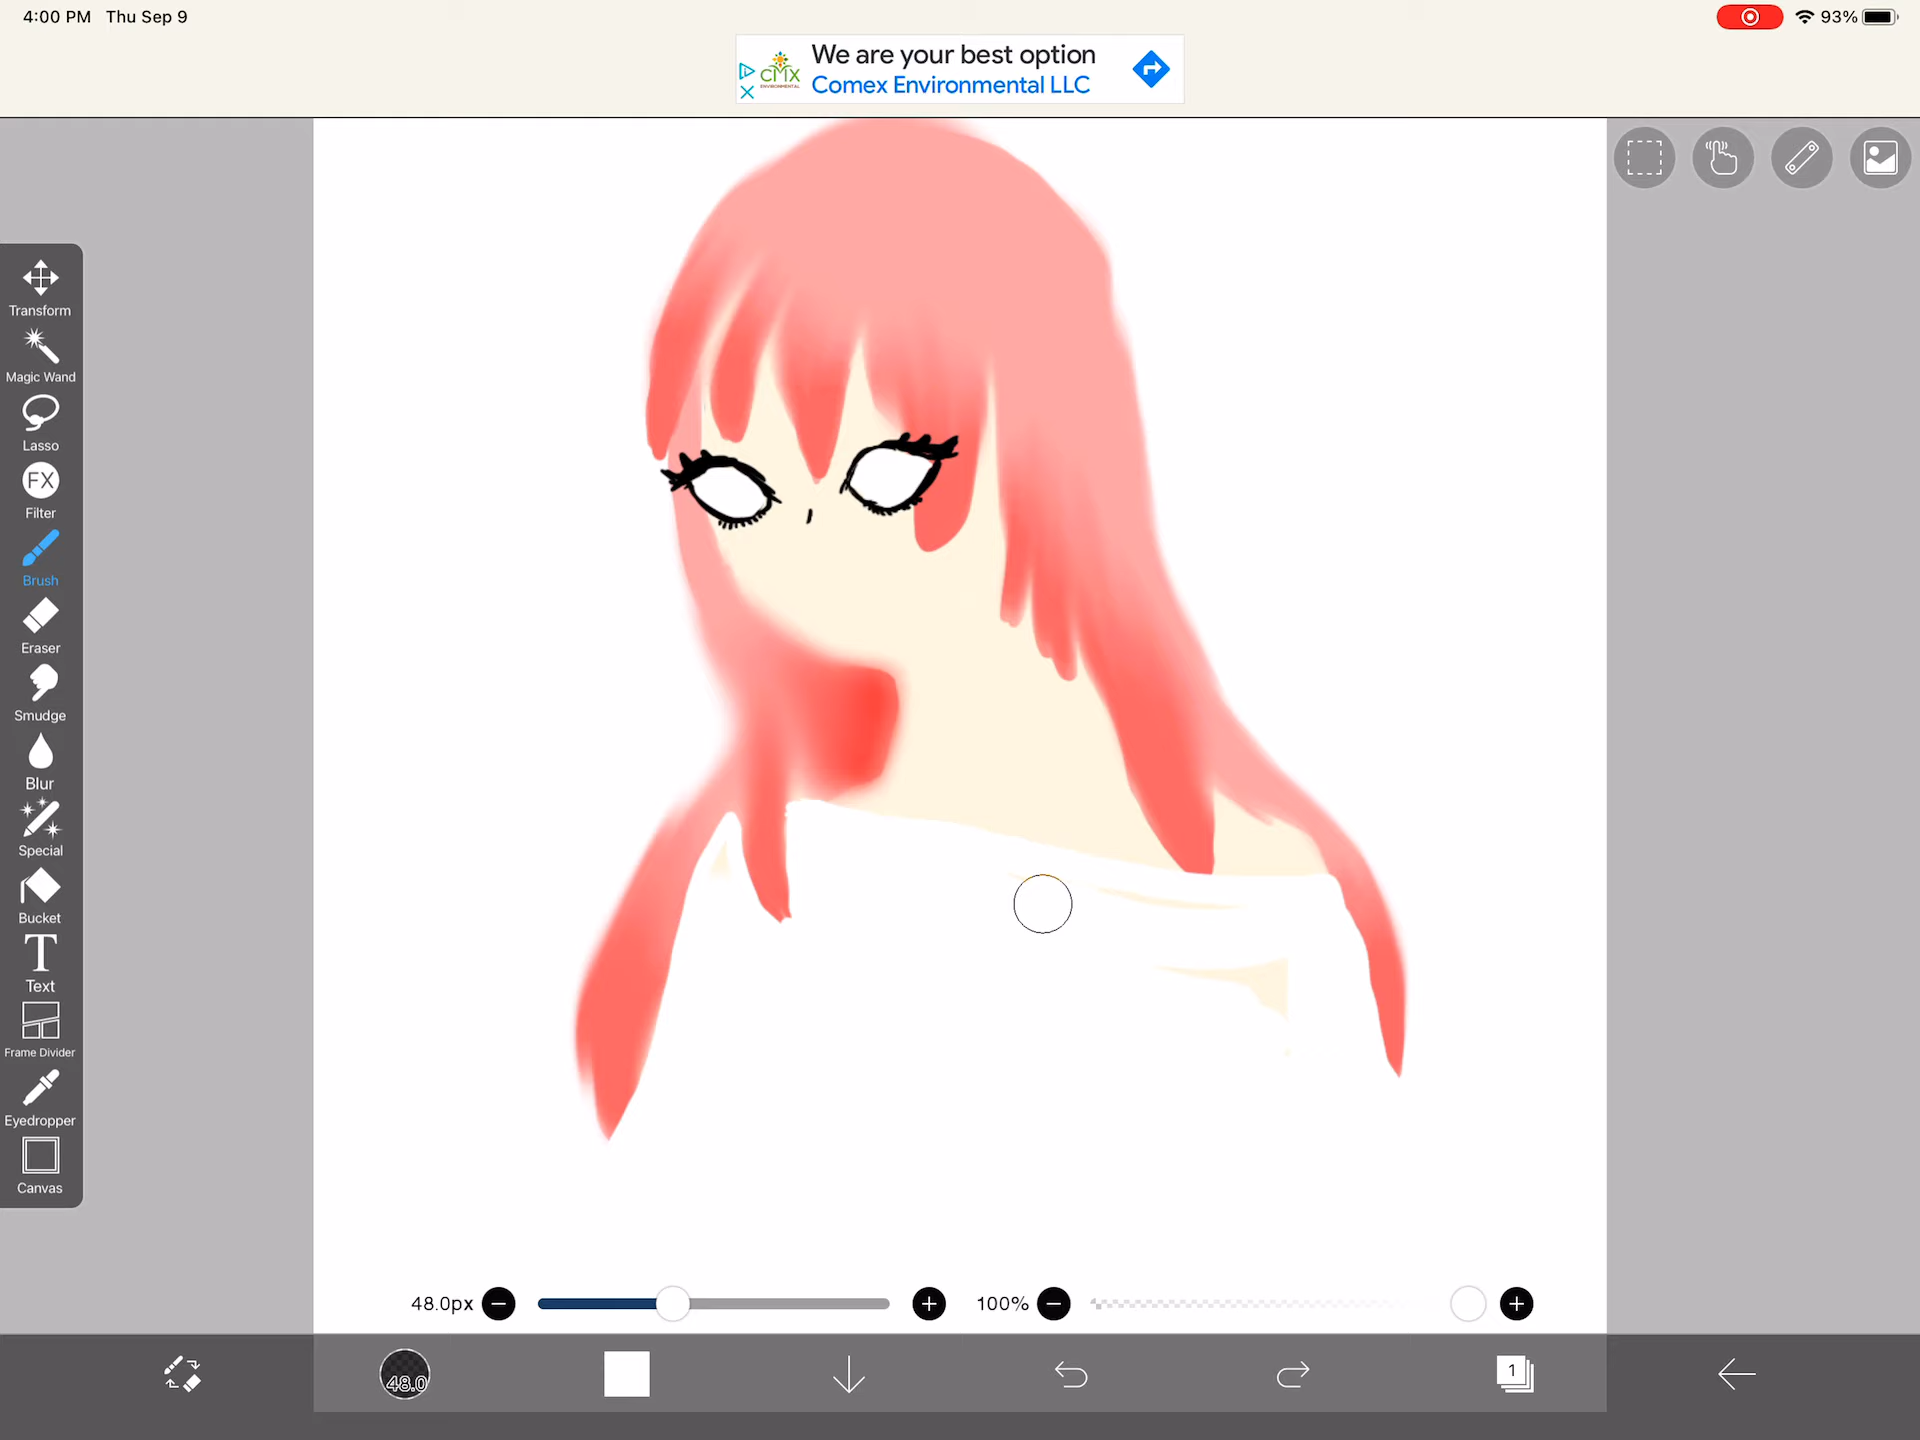 4:00 PM Thu Sep 9
93%
We are your best option
Comex Environmental LLC
CMX
ENVIRONMENTAL
Transform
Magic Wand
Lasso
FX
Filter
Brush
Eraser
Smudge
Blur
Special
Bucket
T
Text
Frame Divider
Eyedropper
Canvas
48.0px
100%
48.0
1